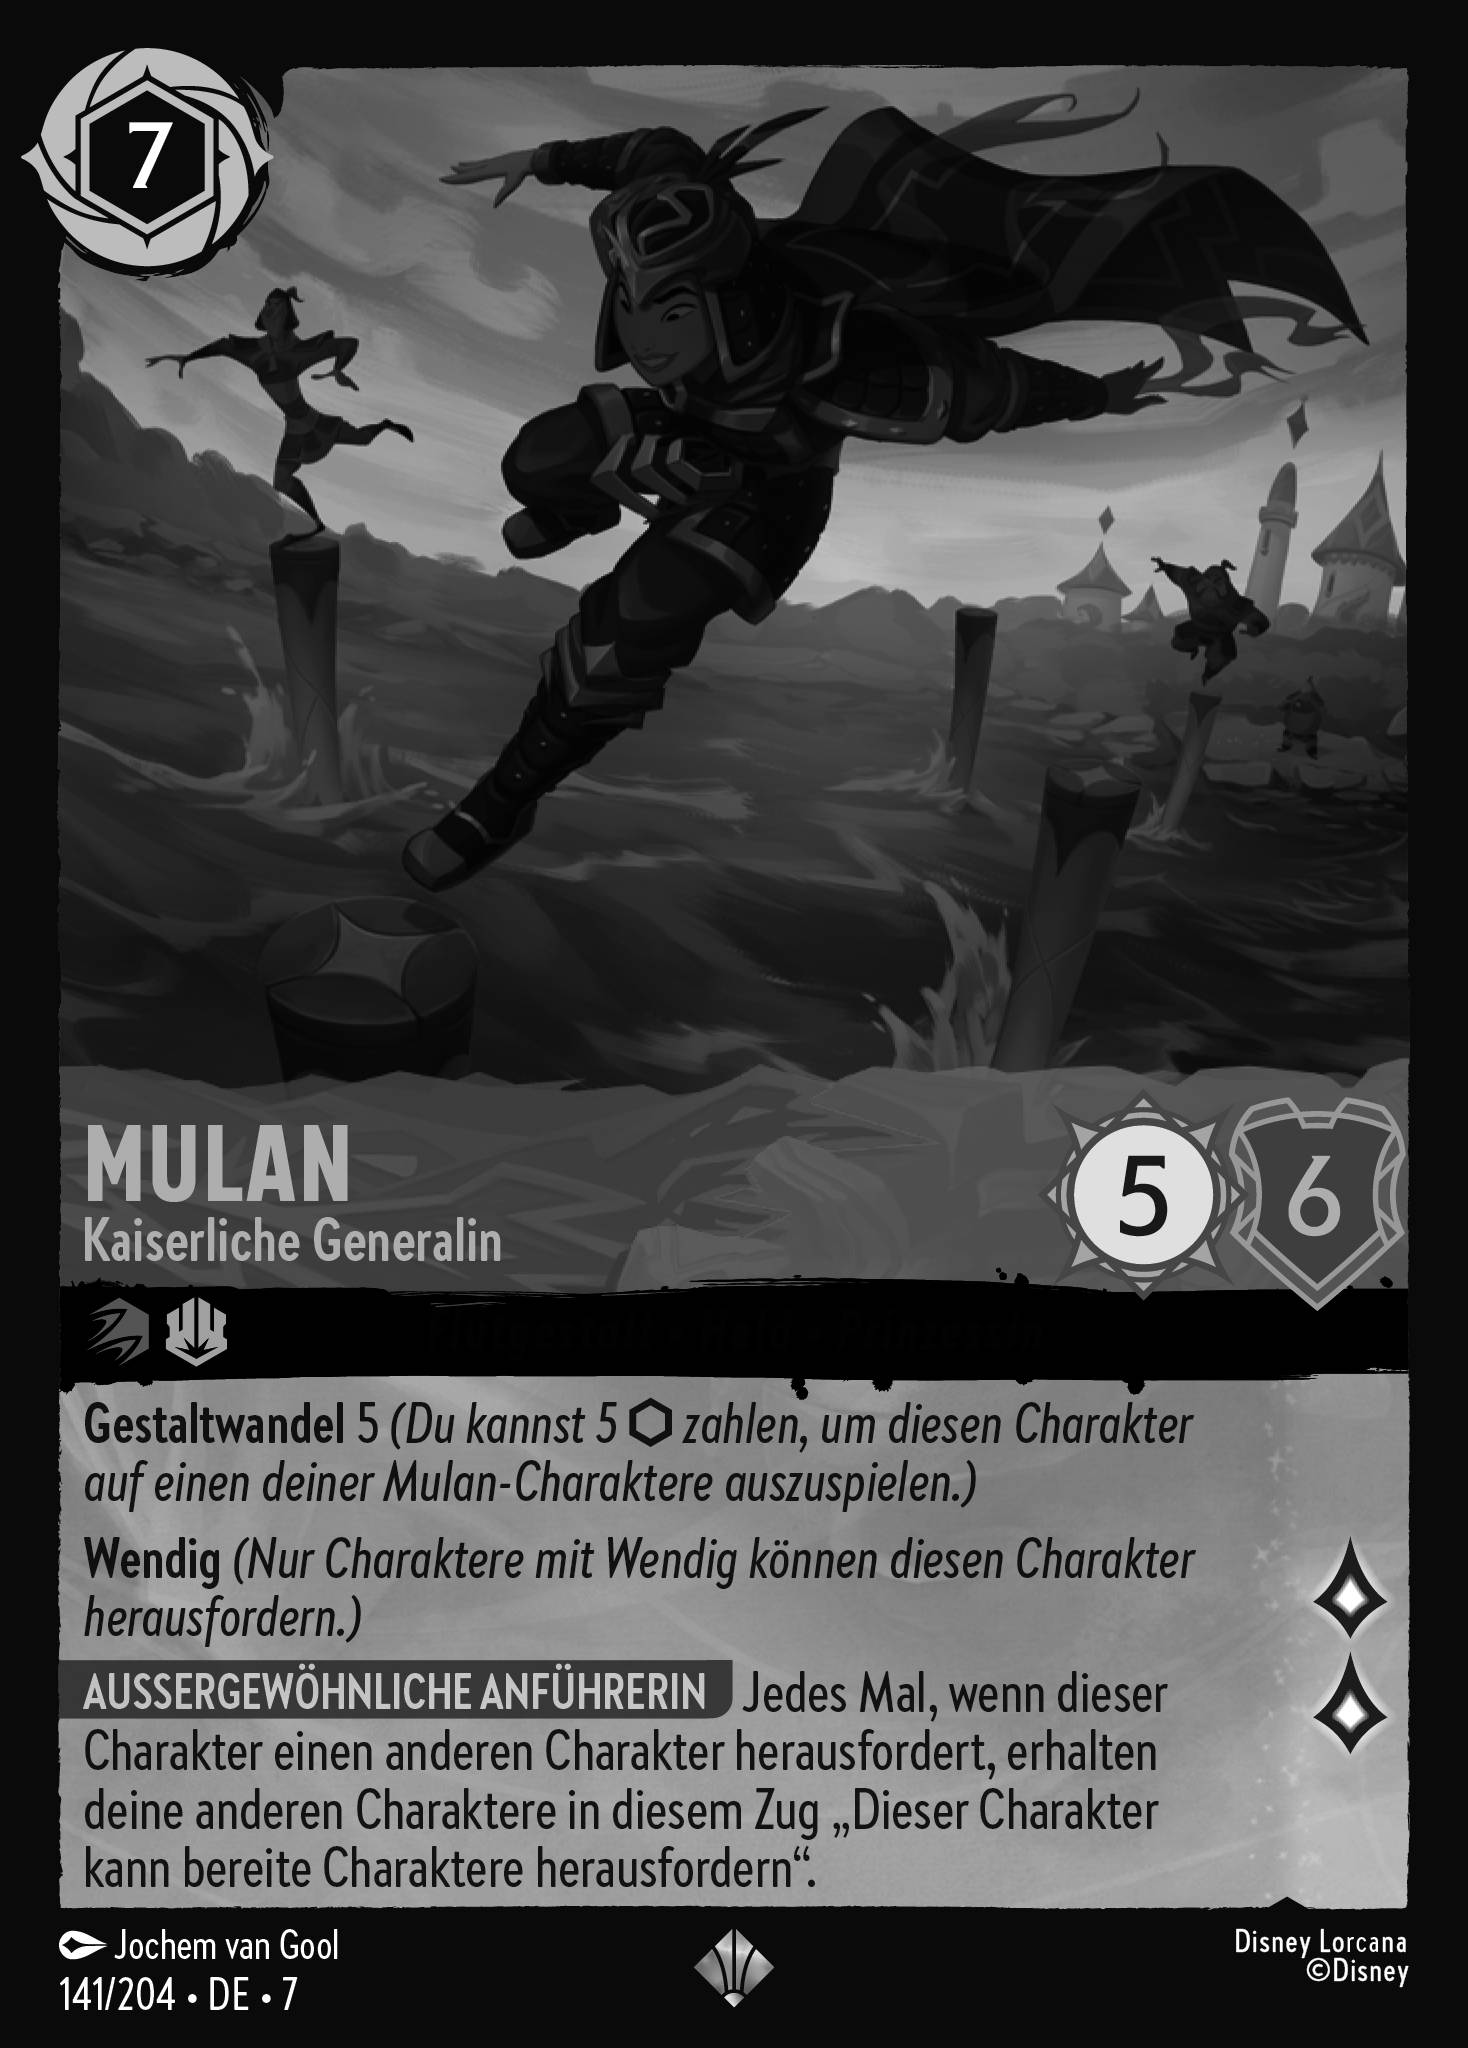 7
MULAN
Kaiserliche Generalin
5
6
Gestaltwandel 5 (Du kannst 5 zahlen, um diesen Charakter
auf einen deiner Mulan-Charaktere auszuspielen.)
Wendig (Nur Charaktere mit Wendig können diesen Charakter
herausfordern.)
AUSSERGEWÖHNLICHE ANFÜHRERIN Jedes Mal, wenn dieser
Charakter einen anderen Charakter herausfordert, erhalten
deine anderen Charaktere in diesem Zug „Dieser Charakter
kann bereite Charaktere herausfordern“.
Jochem van Gool
141/204 • DE • 7
Disney Lorcana
©Disney